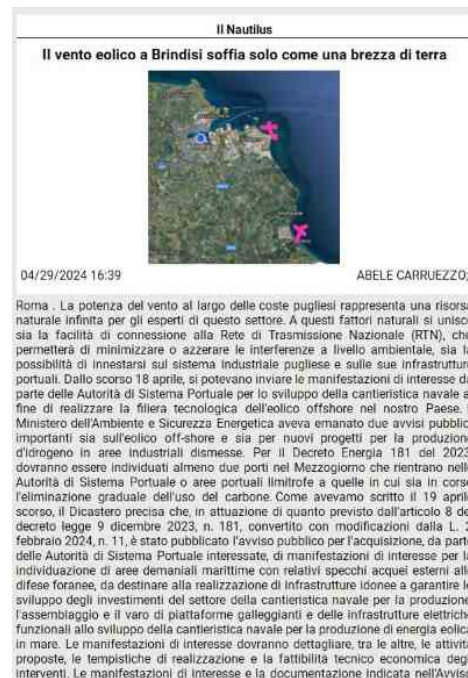 Il Nautilus
Il vento eolico a Brindisi soffia solo come una brezza di terra
04/29/2024 16:39
ABELE CARRUEZZO;
Roma . La potenza del vento al largo delle coste pugliesi rappresenta una risorsa
naturale infinita per gli esperti di questo settore. A questi fattori naturali si unisce
sia la facilità di connessione alla Rete di Trasmissione Nazionale (RTN), che
permetterà di minimizzare o azzerare le interferenze a livello ambientale, sia la
possibilità di innestarsi sul sistema industriale pugliese e sulle sue infrastrutture
portuali. Dallo scorso 18 aprile, si potevano inviare le manifestazioni di interesse da
parte delle Autorità di Sistema Portuale per lo sviluppo della cantieristica navale al
fine di realizzare la filiera tecnologica dell'eolico offshore nel nostro Paese. Il
Ministero dell'Ambiente e Sicurezza Energetica aveva emanato due avvisi pubblici
importanti sia sull'eolico off-shore e sia per nuovi progetti per la produzione
d'idrogeno in aree industriali dismesse. Per il Decreto Energia 181 del 2023,
dovranno essere individuati almeno due porti nel Mezzogiorno che rientrano nelle
Autorità di Sistema Portuale o aree portuali limitrofe a quelle in cui sia in corso
l'eliminazione graduale dell'uso del carbone. Come avevamo scritto il 19 aprile
scorso, il Dicastero precisa che, in attuazione di quanto previsto dall'articolo 8 del
decreto legge 9 dicembre 2023, n. 181, convertito con modificazioni dalla L. 2
febbraio 2024, n. 11, è stato pubblicato l'avviso pubblico per l'acquisizione, da parte
delle Autorità di Sistema Portuale interessate, di manifestazioni di interesse per la
individuazione di aree demaniali marittime con relativi specchi acquei esterni alle
difese foranee, da destinare alla realizzazione di infrastrutture idonee a garantire lo
sviluppo degli investimenti del settore della cantieristica navale per la produzione,
l'assemblaggio e il varo di piattaforme galleggianti e delle infrastrutture elettriche
funzionali allo sviluppo della cantieristica navale per la produzione di energia eolica
in mare. Le manifestazioni di interesse dovranno dettagliare, tra le altre, le attività
proposte, le tempistiche di realizzazione e la fattibilità tecnico economica degli
interventi. Le manifestazioni di interesse e la documentazione indicata nell'Avviso